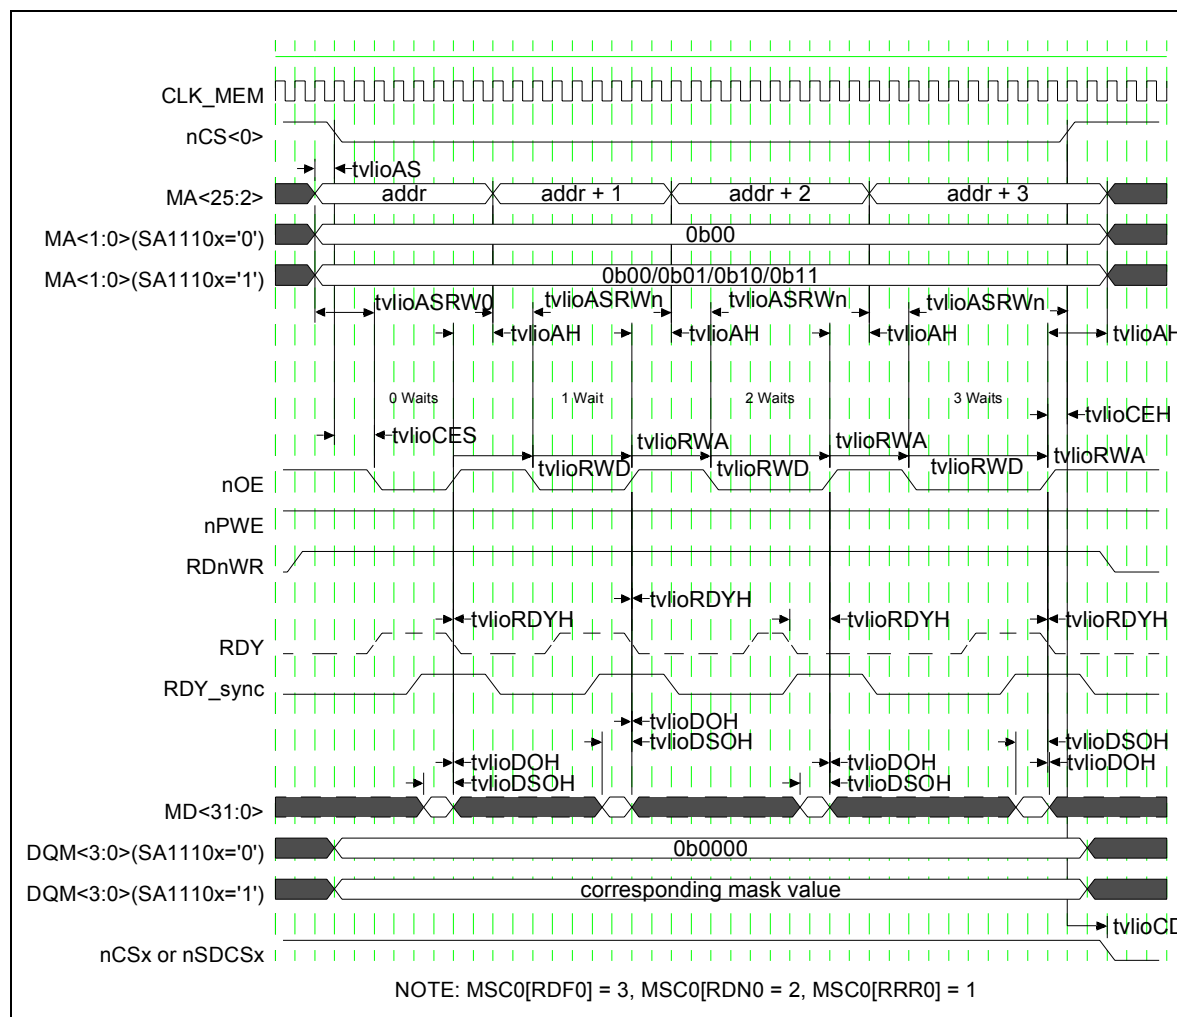 CLK_MEM
nCS<0>
tvlioAS
MA<25:2>
addr
addr + 1
addr + 2
addr + 3
MA<1:0>(SA1110x='0')
0b00
MA<1:0>(SA1110x='1')
0b00/0b01/0b10/0b11
tvlioASRW0
tvlioASRWn
tvlioASRWn
tvlioASRWn
tvlioAH
tvlioAH
tvlioAH
tvlioAH
0 Waits
1 Wait
2 Waits
3 Waits
tvlioCEH
tvlioCES
tvlioRWA
tvlioRWA
tvlioRWA
tvlioRWD
tvlioRWD
tvlioRWD
nOE
nPWE
RDnWR
tvlioRDYH
tvlioRDYH
tvlioRDYH
tvlioRDYH
RDY
RDY_sync
tvlioDOH
tvlioDSOH
tvlioDSOH
tvlioDOH
tvlioDOH
tvlioDOH
tvlioDSOH
tvlioDSOH
MD<31:0>
DQM<3:0>(SA1110x='0')
0b0000
DQM<3:0>(SA1110x='1')
corresponding mask value
tvlioCD
nCSx or nSDCSx
NOTE: MSC0[RDF0] = 3, MSC0[RDN0 = 2, MSC0[RRR0] = 1